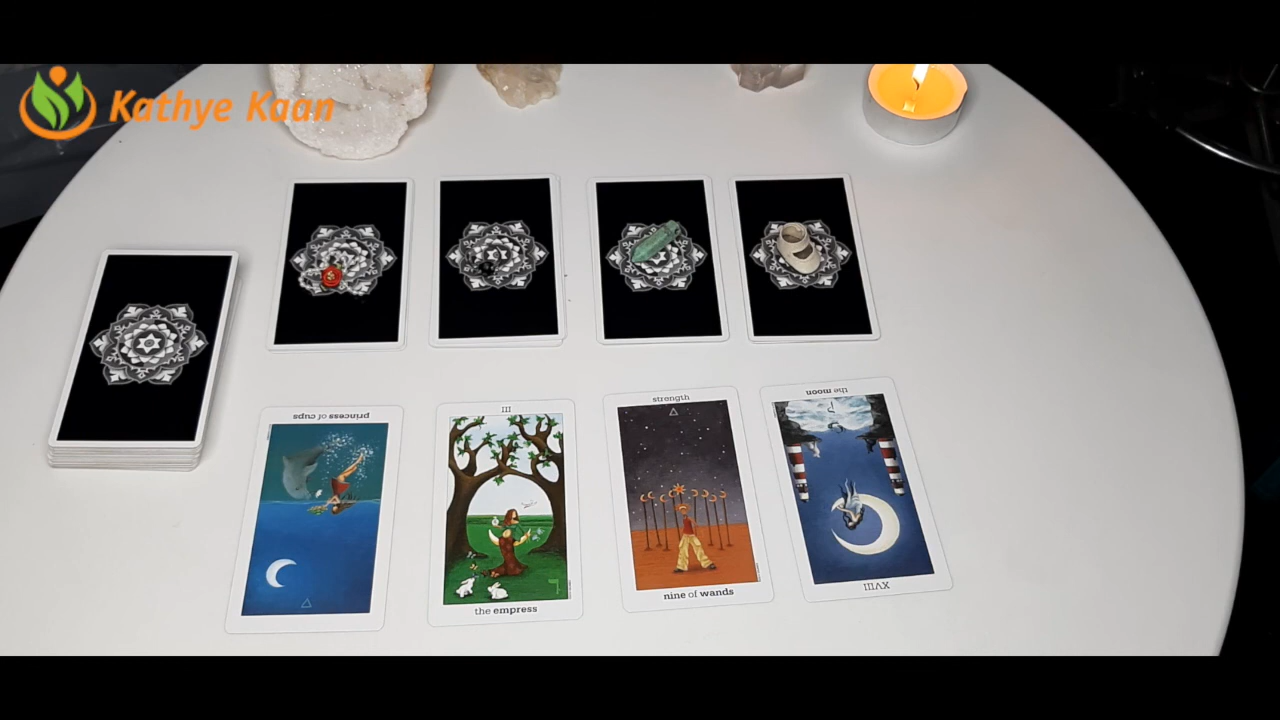 Kathye Kaan
princess of cups
III
the empress
strength
nine of wands
the moon
XVIII